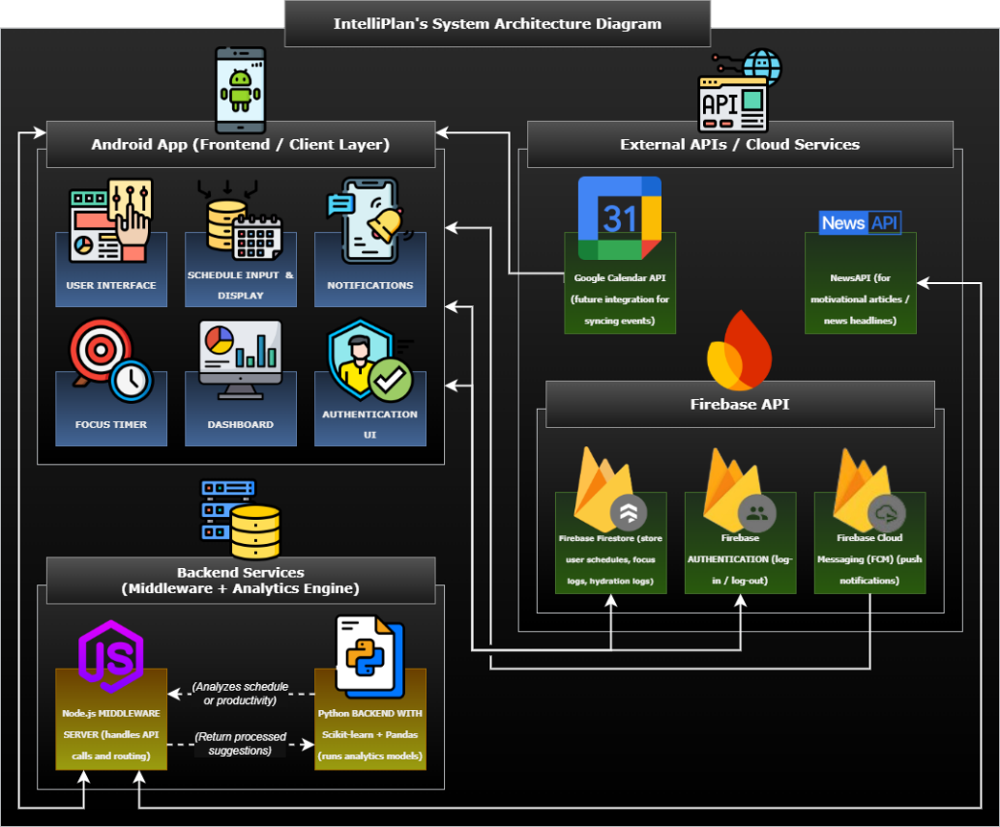 IntelliPlan's System Architecture Diagram
API
Android App (Frontend / Client Layer)
External APIs / Cloud Services
31
News API
USER INTERFACE
SCHEDULE INPUT &
DISPLAY
NOTIFICATIONS
Google Calendar API
(future integration for
syncing events)
NewsAPI (for
motivational articles /
news headlines)
FOCUS TIMER
DASHBOARD
AUTHENTICATION
UI
Firebase API
Firebase Firestore (store
user schedules, focus
logs, hydration logs)
Firebase
AUTHENTICATION (log-
in / log-out)
Firebase Cloud
Messaging (FCM) (push
notifications)
Backend Services
(Middleware + Analytics Engine)
JS
Node.js MIDDLEWARE
SERVER (handles API
calls and routing)
(Analyzes schedule
or productivity)
(Return processed
suggestions)
Python BACKEND WITH
Scikit-learn + Pandas
(runs analytics models)